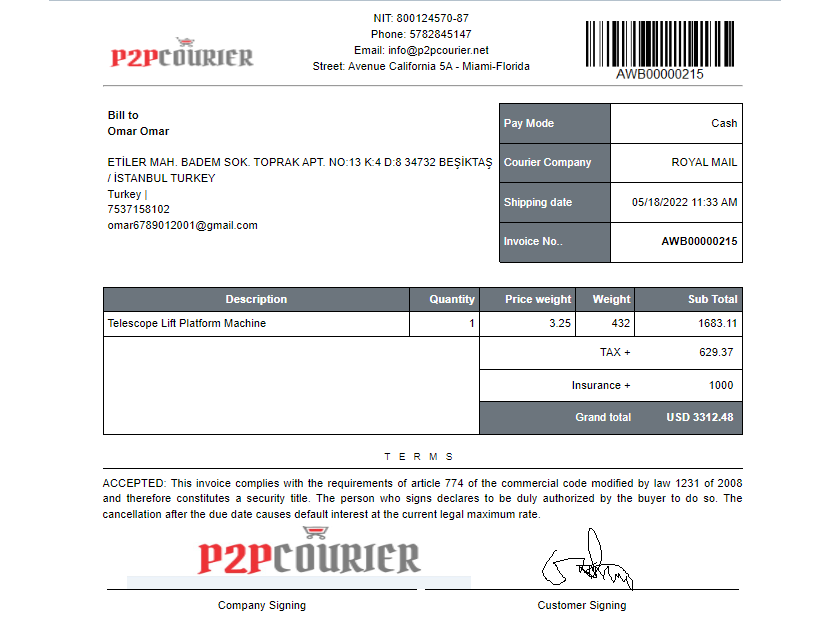 P2PCOURIER
NIT: 800124570-87
Phone: 5782845147
Email: info@p2pcourier.net
Street: Avenue California 5A - Miami-Florida
AWB00000215
Bill to
Omar Omar
ETİLER MAH. BADEM SOK. TOPRAK APT. NO:13 K:4 D:8 34732 BEŞİKTAŞ
/ İSTANBUL TURKEY
Turkey |
7537158102
omar6789012001@gmail.com
Pay Mode Cash
Courier Company ROYAL MAIL
Shipping date 05/18/2022 11:33 AM
Invoice No.. AWB00000215
Description Quantity Price weight Weight Sub Total
Telescope Lift Platform Machine 1 3.25 432 1683.11
TAX + 629.37
Insurance + 1000
Grand total USD 3312.48
T E R M S
ACCEPTED: This invoice complies with the requirements of article 774 of the commercial code modified by law 1231 of 2008
and therefore constitutes a security title. The person who signs declares to be duly authorized by the buyer to do so. The
cancellation after the due date causes default interest at the current legal maximum rate.
P2PCOURIER
Company Signing Customer Signing